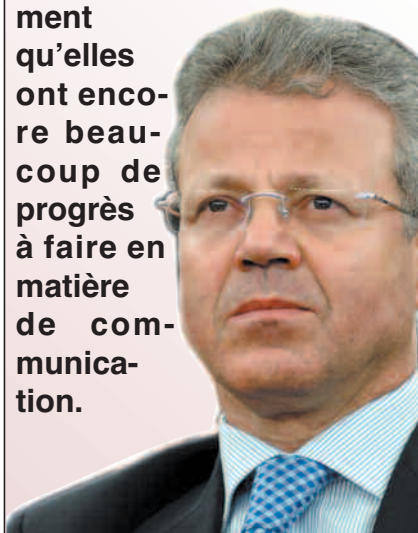 ment
qu’elles
ont enco-
re beau-
coup de
progrès
à faire en
matière
de com-
munica-
tion.